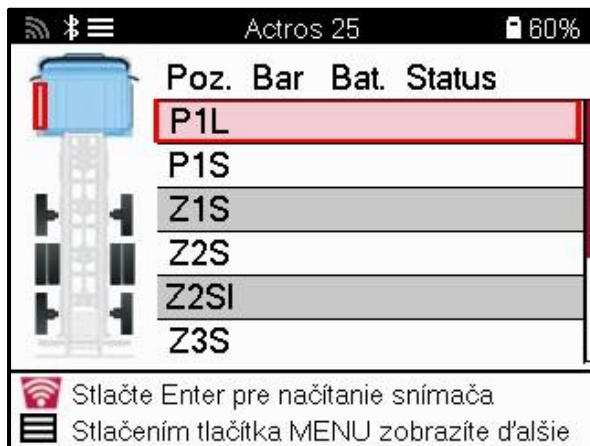 Actros 25 60%
Poz. Bar Bat. Status
P1L
P1S
Z1S
Z2S
Z2SI
Z3S
Stlačte Enter pre načítanie snímača
Stlačením tlačítka MENU zobrazíte ďalšie